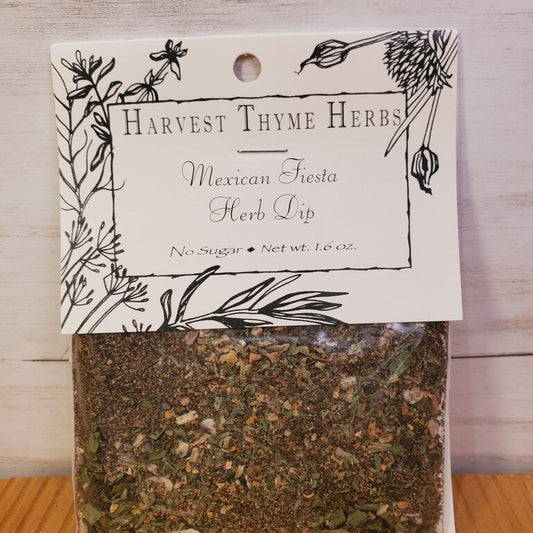 HARVEST THYME HERBS
Mexican Fiesta
Herb Dip
No Sugar ♦ Net wt. 1.6 oz.